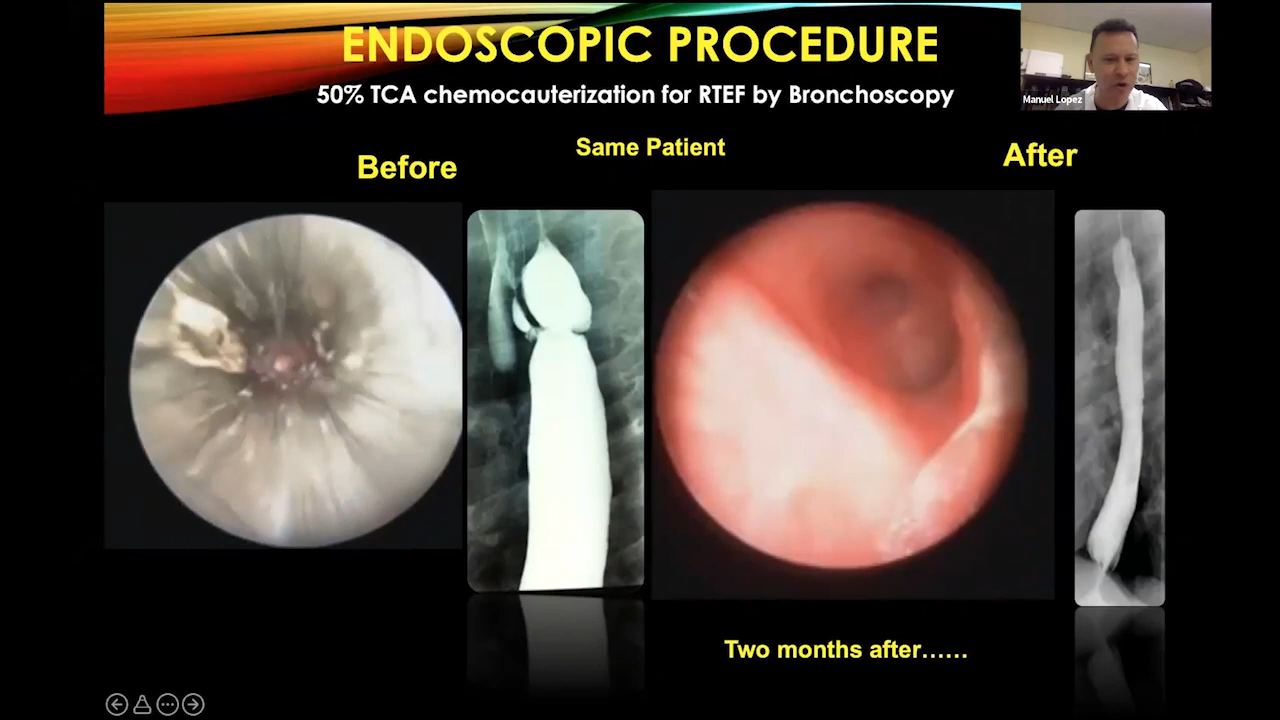 ENDOSCOPIC PROCEDURE
50% TCA chemocauterization for RTEF by Bronchoscopy
Manuel Lopez
Same Patient
Before
After
Two months after......